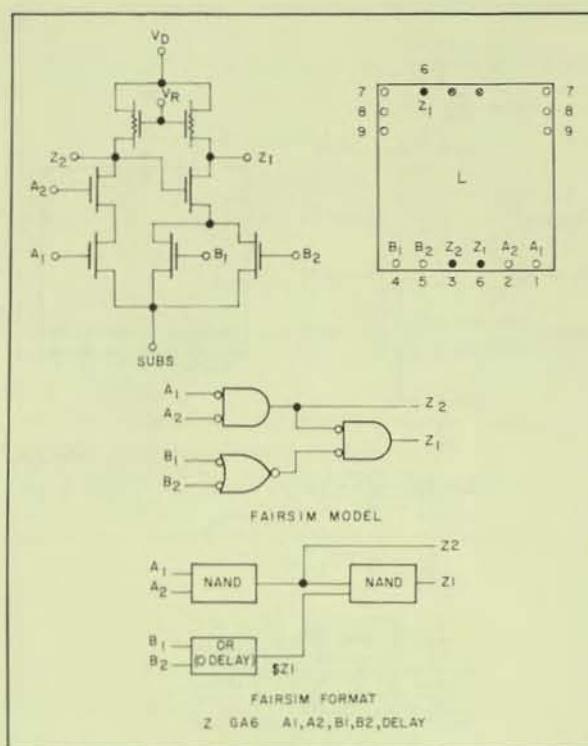 VD
VR
Z2
Z1
A2
A1
B1
B2
SUBS
6
7
7
Z1
8
8
9
9
L
B1 B2 Z2 Z1 A2 A1
4 5 3 6 2 1
A1
A2
Z2
B1
B2
Z1
FAIRSIM MODEL
Z2
A1
A2
NAND
NAND
Z1
B1
B2
OR
(0 DELAY)
$Z1
FAIRSIM FORMAT
Z GA6 A1,A2,B1,B2,DELAY